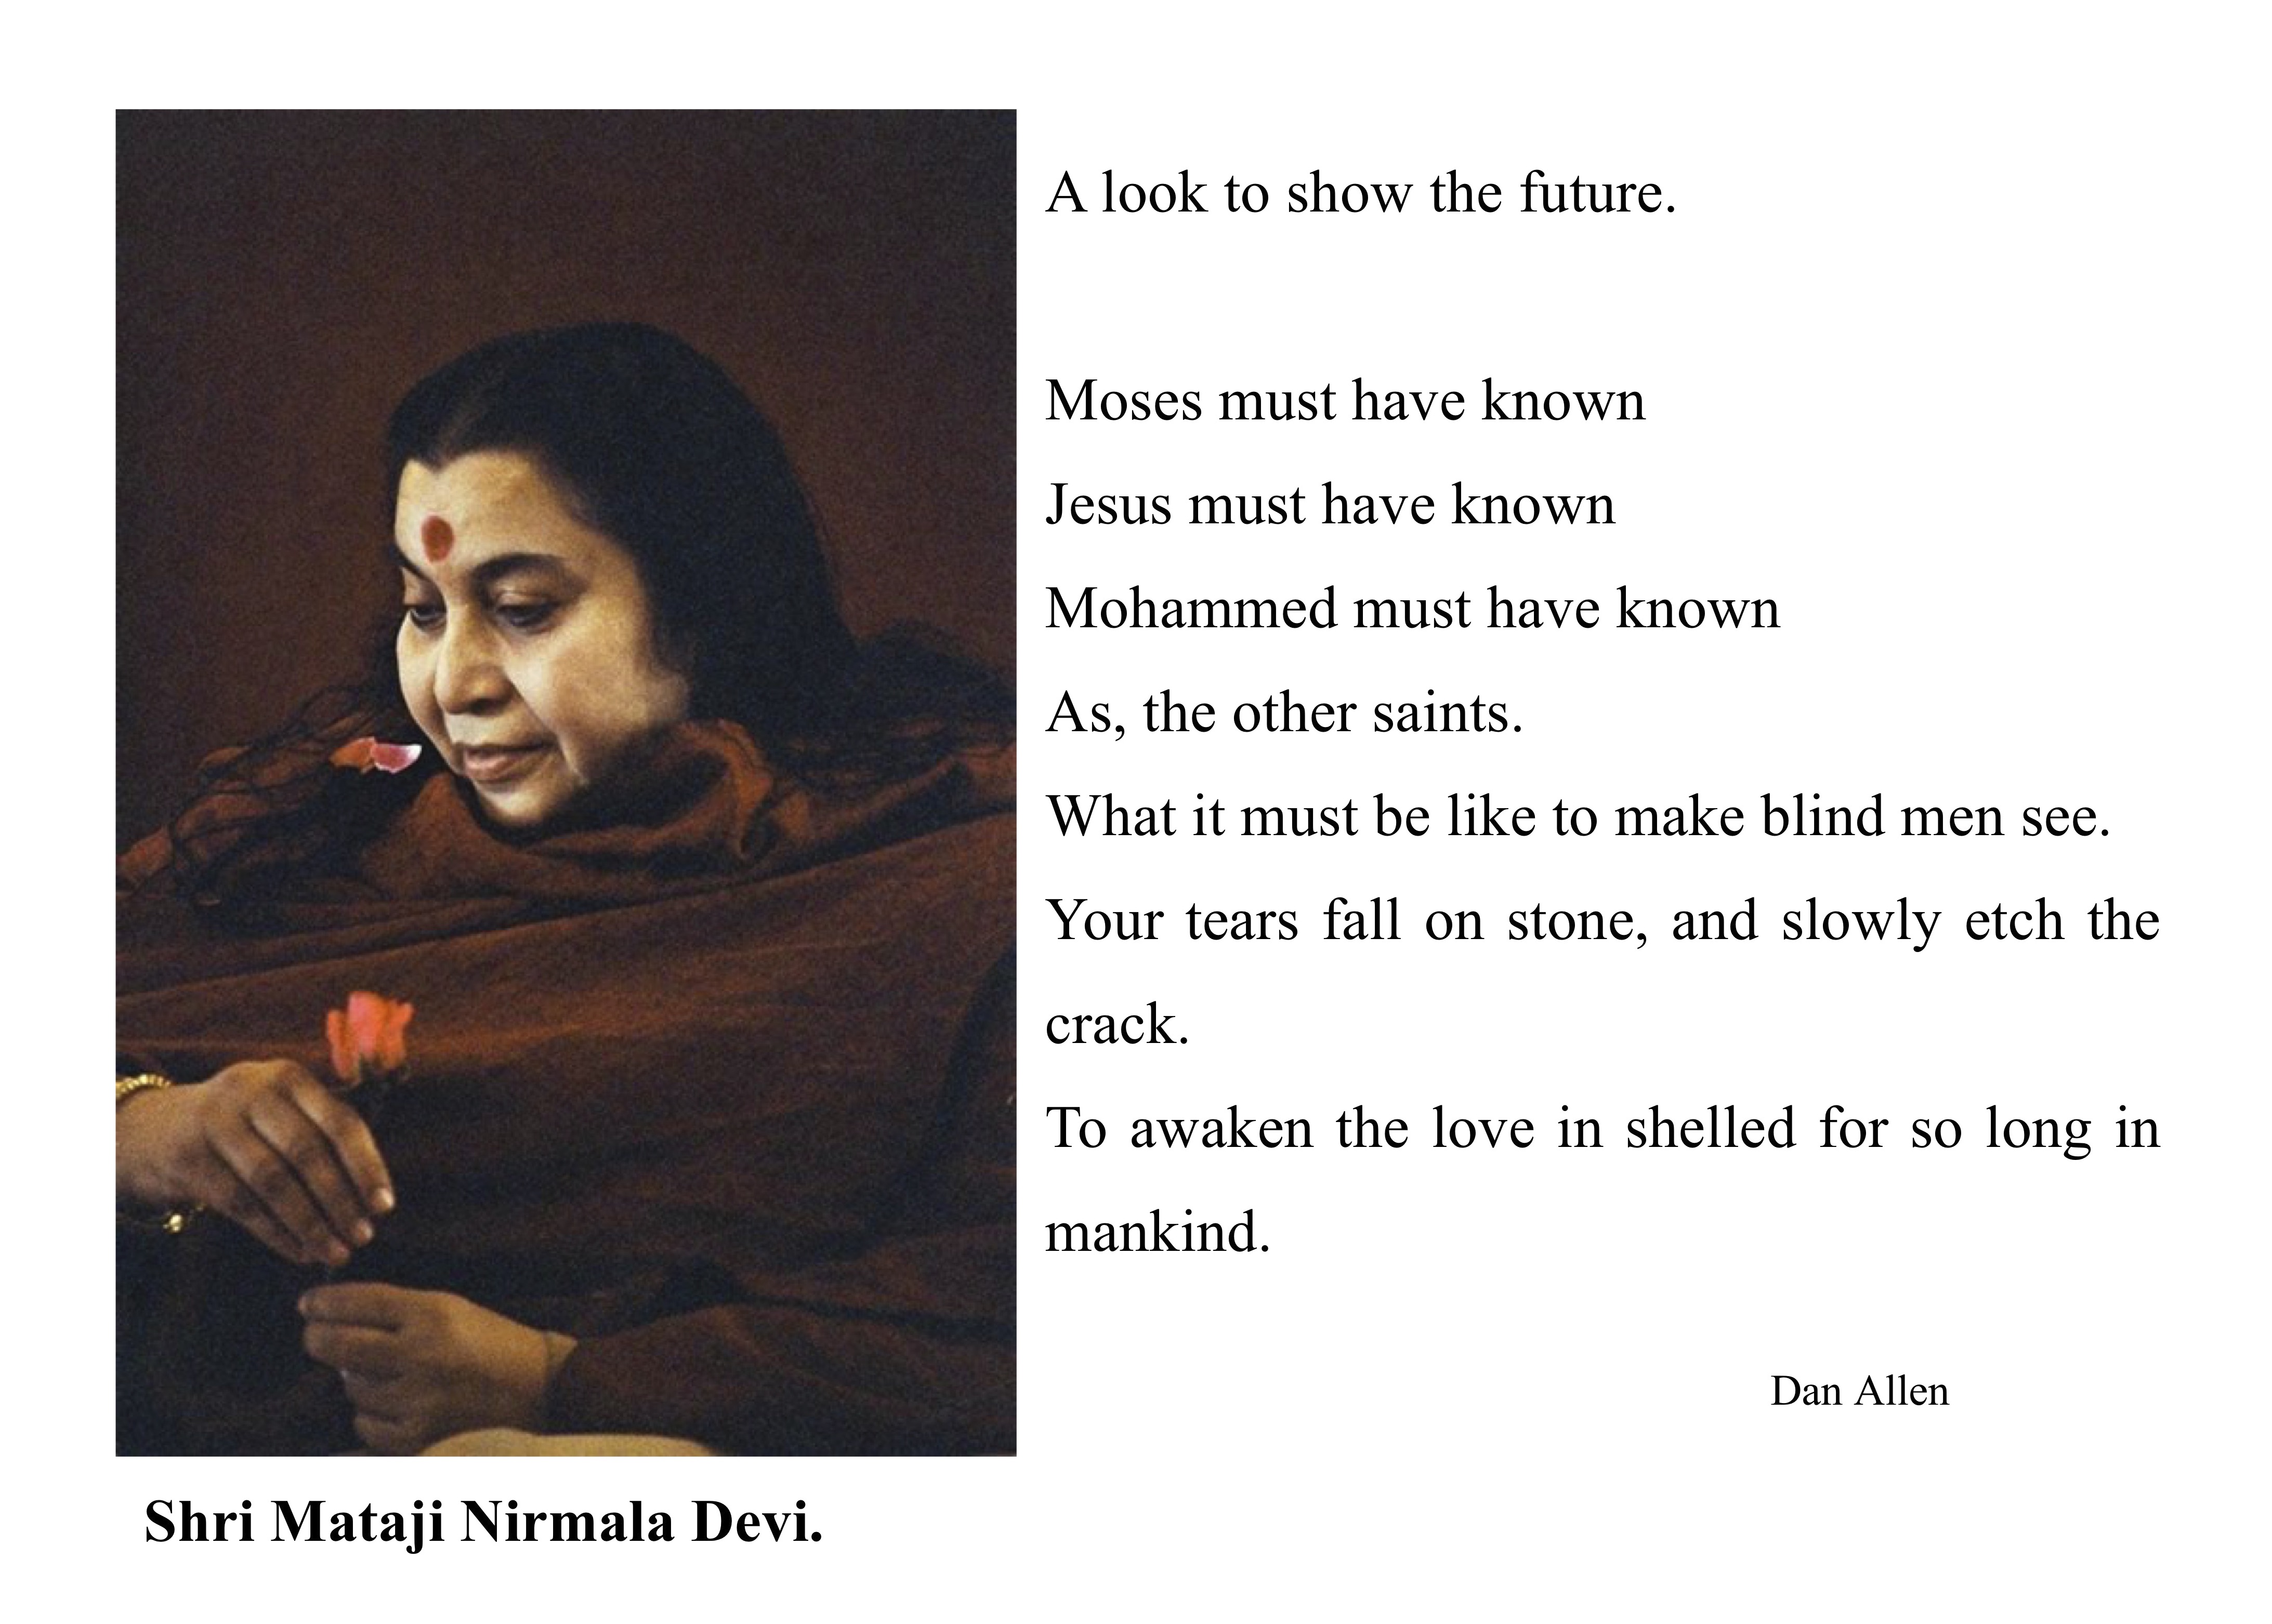 A look to show the future.
Moses must have known
Jesus must have known
Mohammed must have known
As, the other saints.
What it must be like to make blind men see.
Your tears fall on stone, and slowly etch the
crack.
To awaken the love in shelled for so long in
mankind.
Dan Allen
Shri Mataji Nirmala Devi.